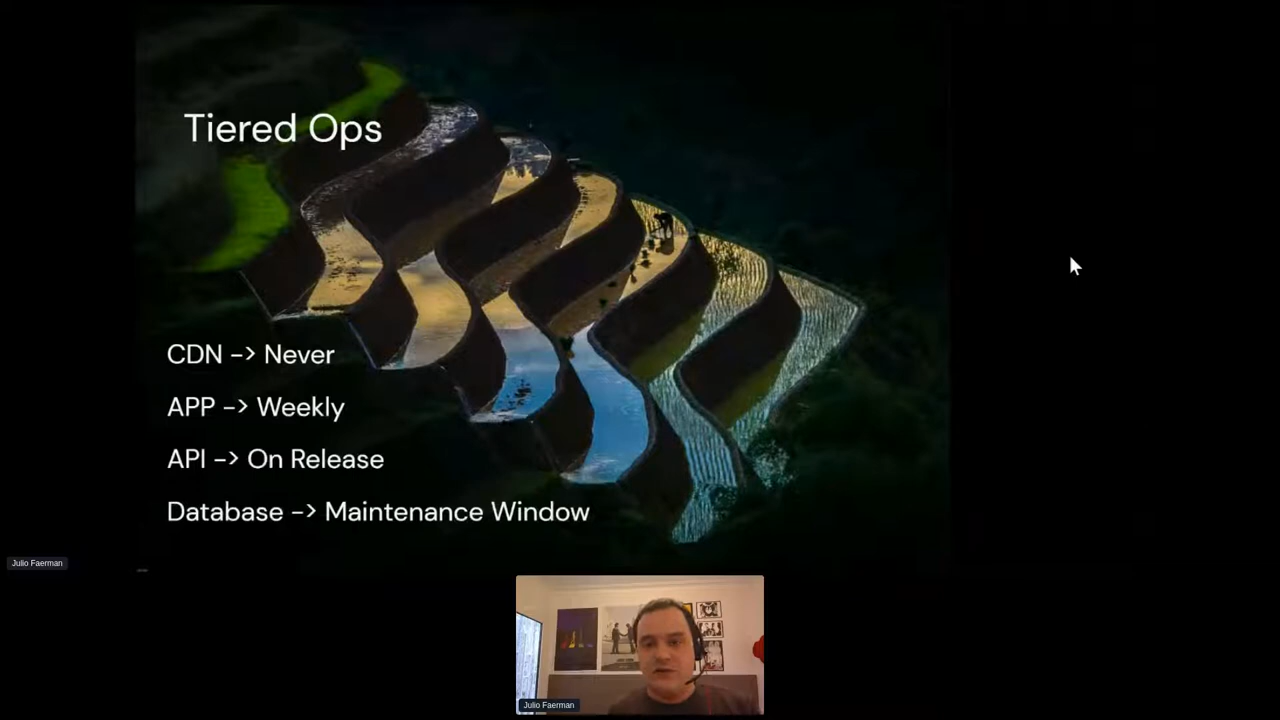 Tiered Ops
CDN -> Never
APP -> Weekly
API -> On Release
Database -> Maintenance Window
Julio Faerman
Julio Faerman